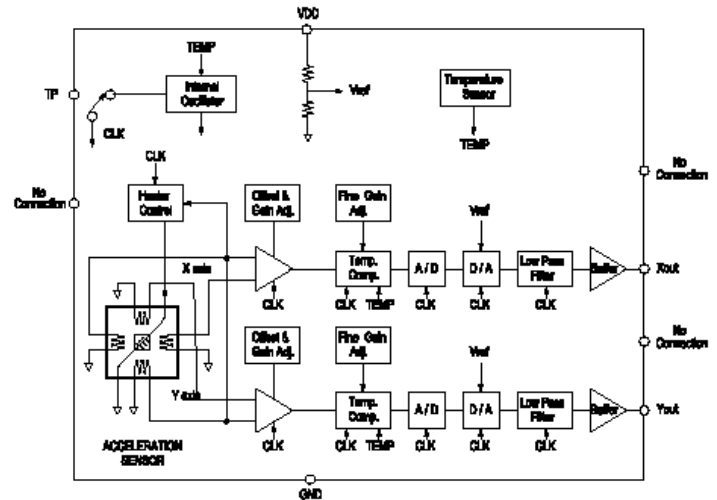 VDD
TEMP
Internal
Oscillator
Temperature
Sensor
TP
Vref
CLK
TEMP
CLK
No
Connection
No
Connection
Heater
Control
Offset &
Gain Adj.
Fine Gain
Adj.
Vref
X axis
Temp.
Comp.
A / D
D / A
Low Pass
Filter
Buffer
Xout
CLK
CLK
TEMP
CLK
CLK
CLK
Offset &
Gain Adj.
Fine Gain
Adj.
No
Connection
Vref
Y axis
Temp.
Comp.
A / D
D / A
Low Pass
Filter
Buffer
Yout
CLK
CLK
TEMP
CLK
CLK
CLK
ACCELERATION
SENSOR
GND